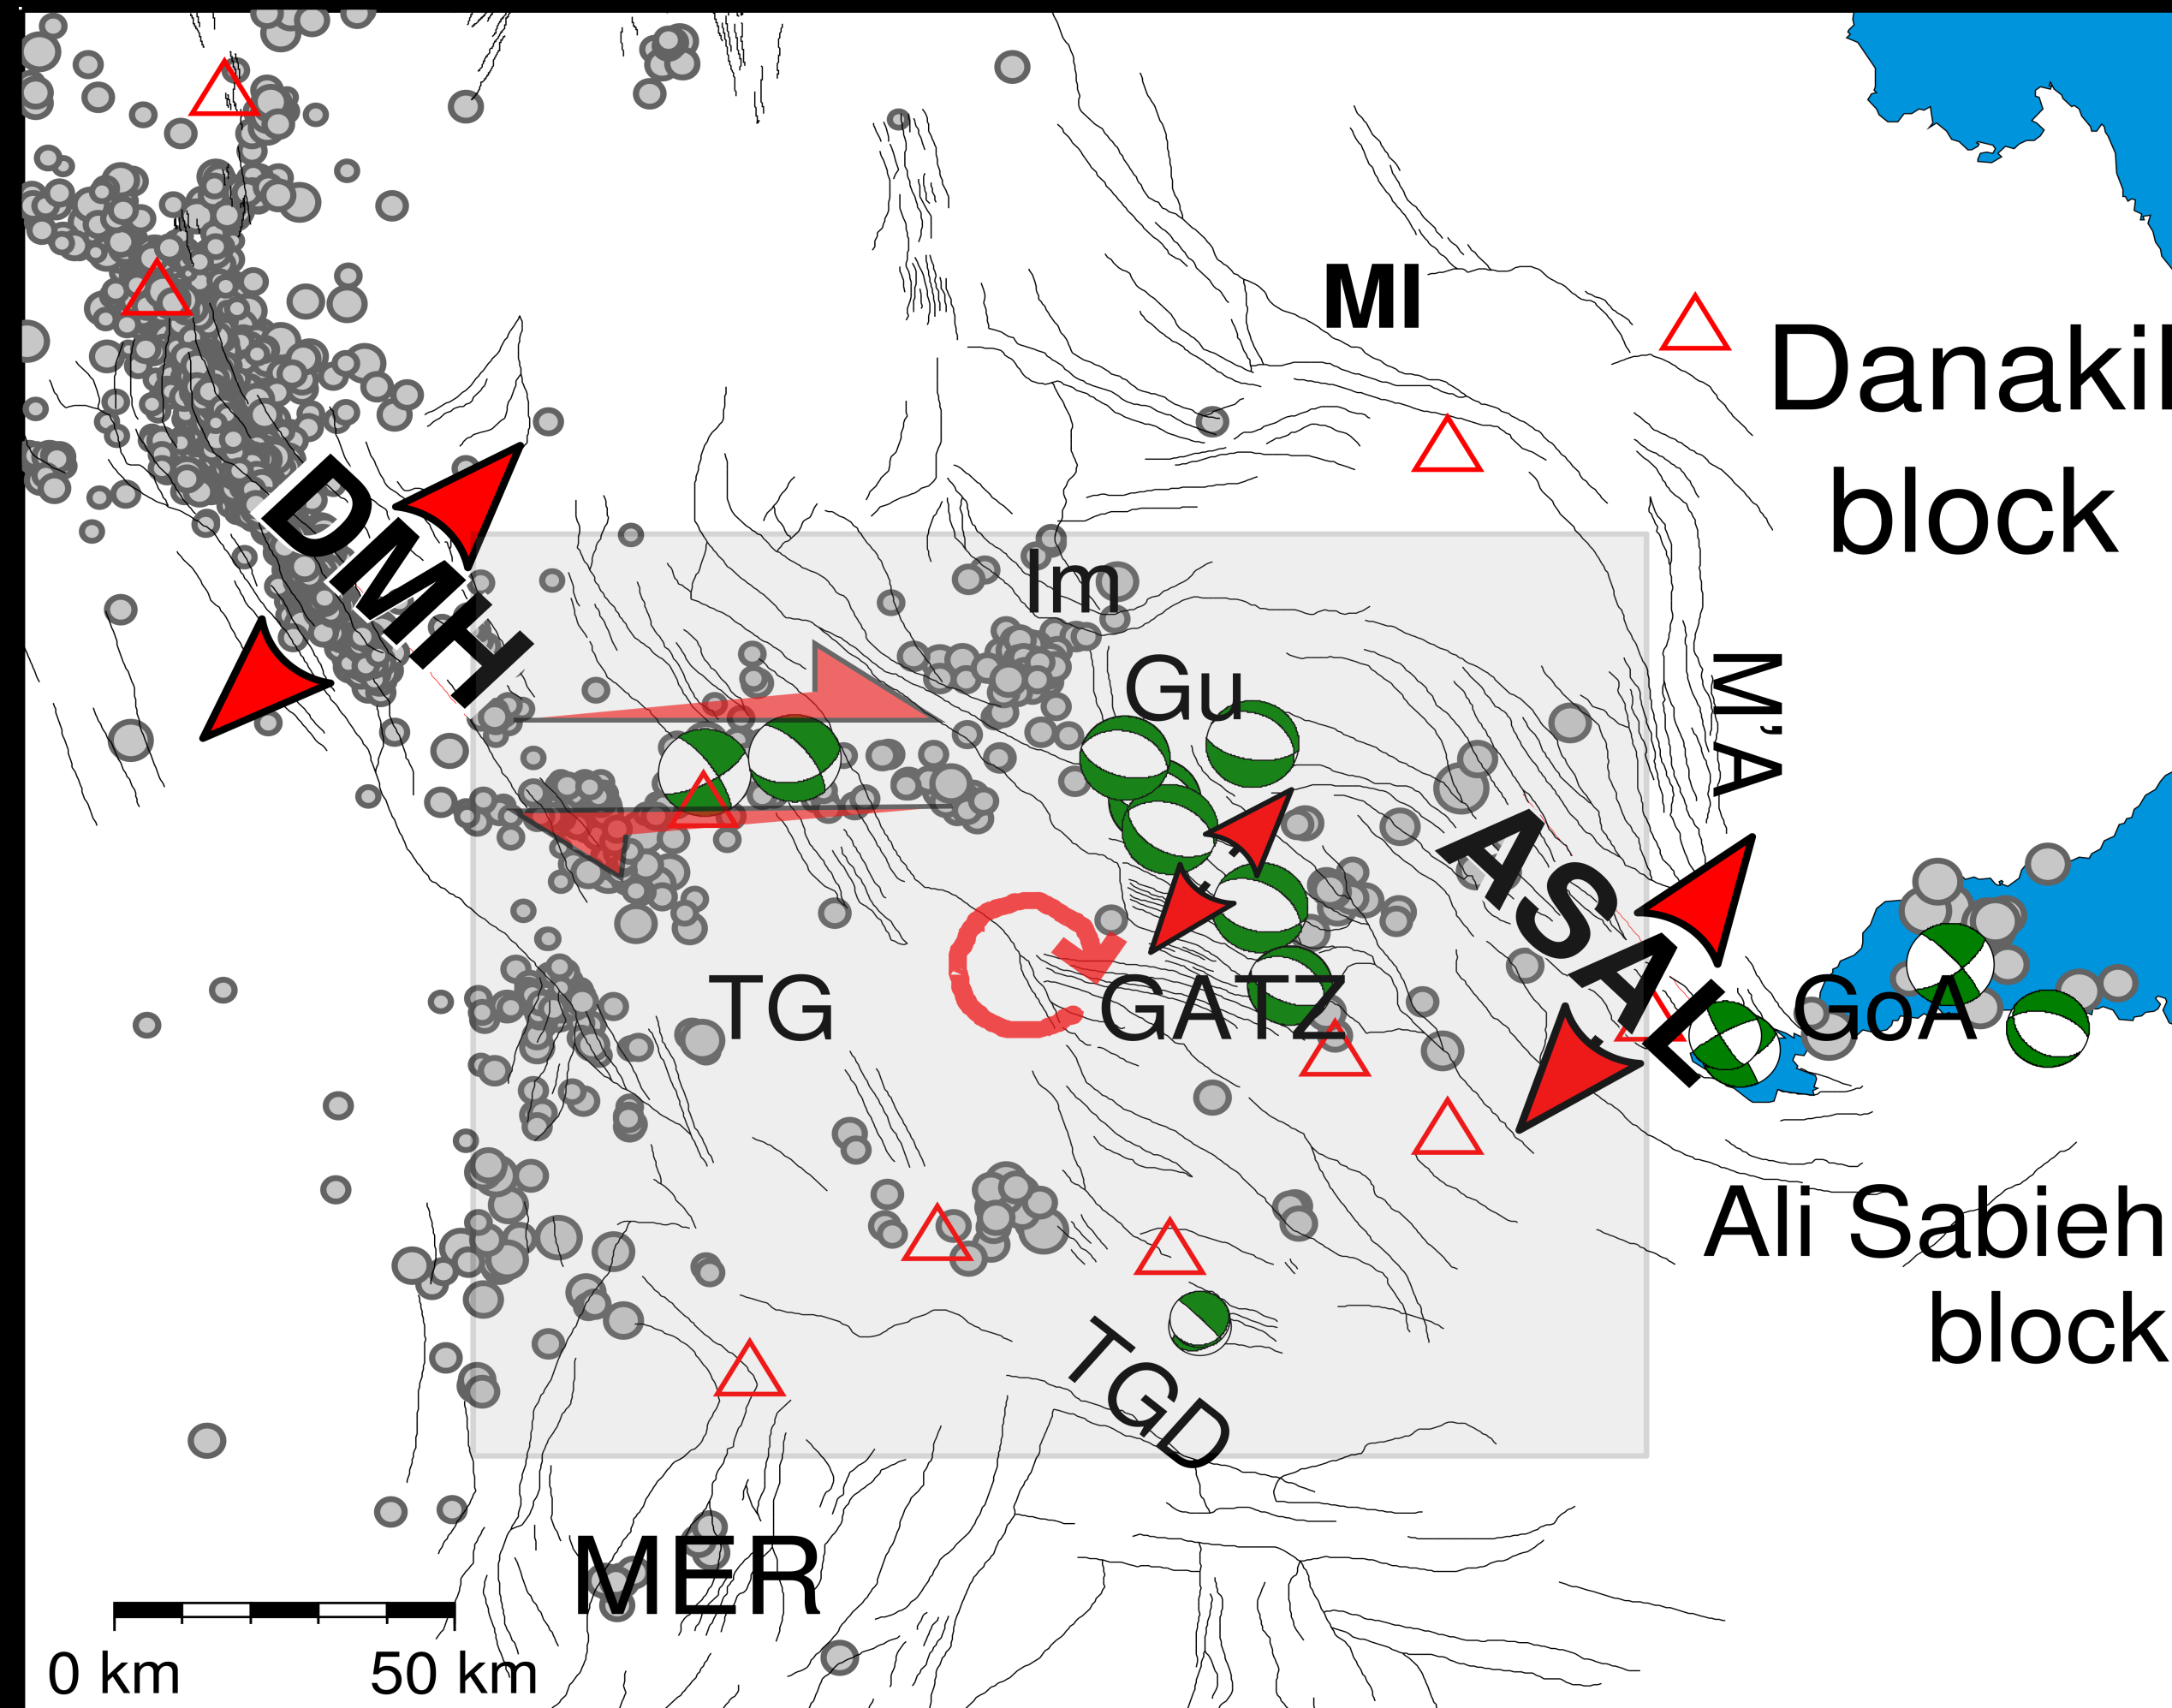 MI
Danakil
block
DMH
Im
Gu
M'A
ASAL
TG
GATZ
GoA
Ali Sabieh
block
TGD
MER
0 km
50 km